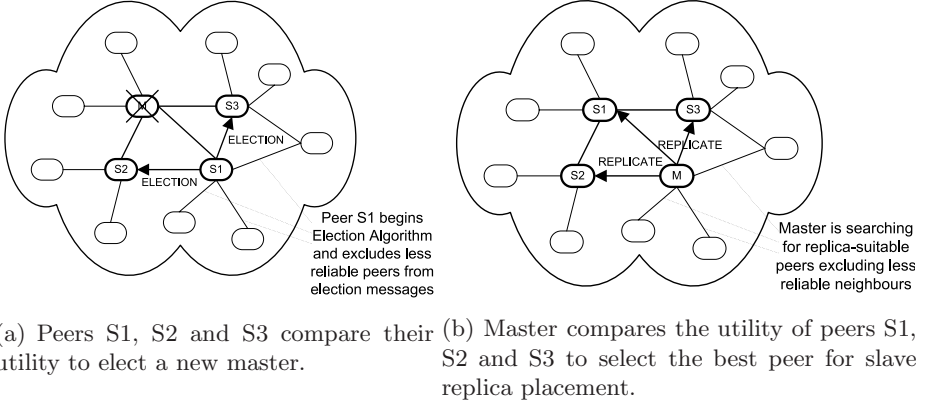 M
S3
ELECTION
S2
S1
ELECTION
Peer S1 begins
Election Algorithm
and excludes less
reliable peers from
election messages
S1
S3
REPLICATE
REPLICATE
S2
M
Master is searching
for replica-suitable
peers excluding less
reliable neighbours
(a) Peers S1, S2 and S3 compare their
utility to elect a new master.
(b) Master compares the utility of peers S1,
S2 and S3 to select the best peer for slave
replica placement.